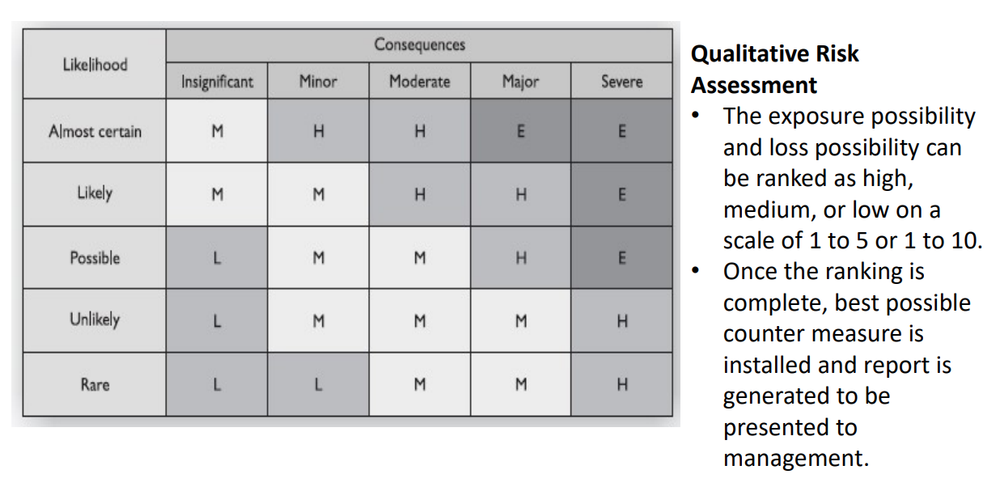 Likelihood
Consequences
Insignificant Minor Moderate Major Severe
Almost certain M H H E E
Likely M M H H E
Possible L M M H E
Unlikely L M M M H
Rare L L M M H
Qualitative Risk
Assessment
• The exposure possibility
and loss possibility can
be ranked as high,
medium, or low on a
scale of 1 to 5 or 1 to 10.
• Once the ranking is
complete, best possible
counter measure is
installed and report is
generated to be
presented to
management.